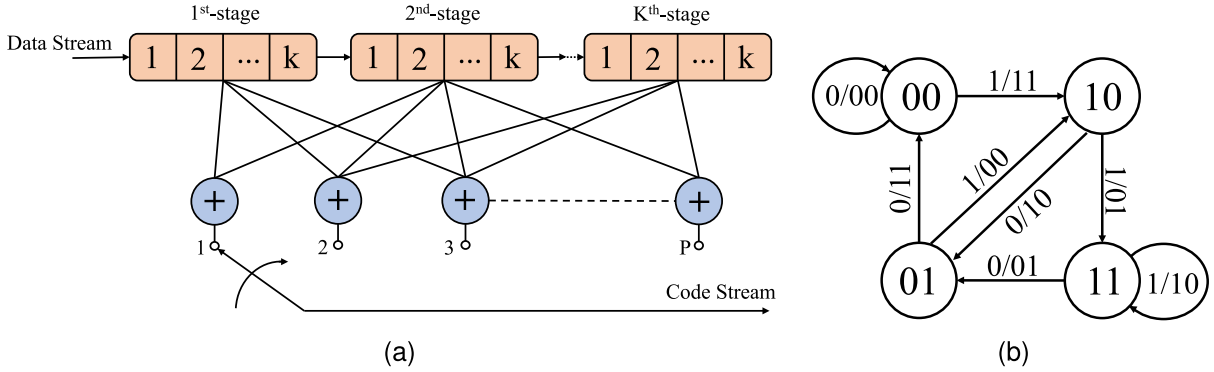 1st-stage 2nd-stage Kth-stage
Data Stream 1 2 ... k 1 2 ... k 1 2 ... k
+ + + +
1 2 3 P
Code Stream
(a)
0/00 00 1/11 10
0/11 1/00 0/10 1/01
01 0/01 11 1/10
(b)